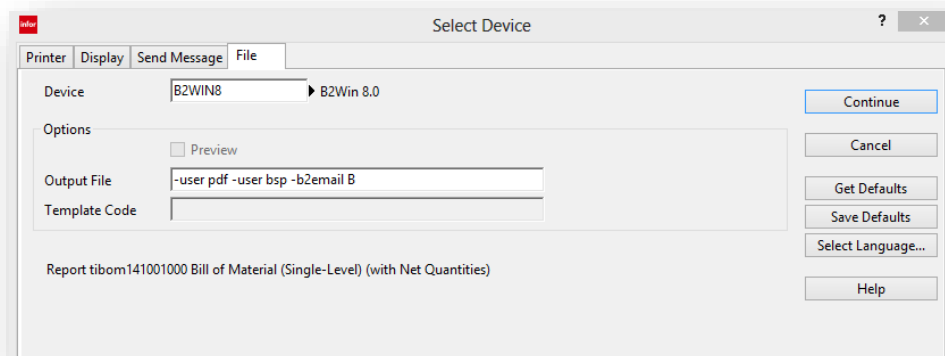 infor
Select Device
?
Printer
Display
Send Message
File
Device
B2WIN8
B2Win 8.0
Continue
Options
Preview
Cancel
Output File
-user pdf -user bsp -b2email B
Get Defaults
Template Code
Save Defaults
Select Language...
Report tibom141001000 Bill of Material (Single-Level) (with Net Quantities)
Help